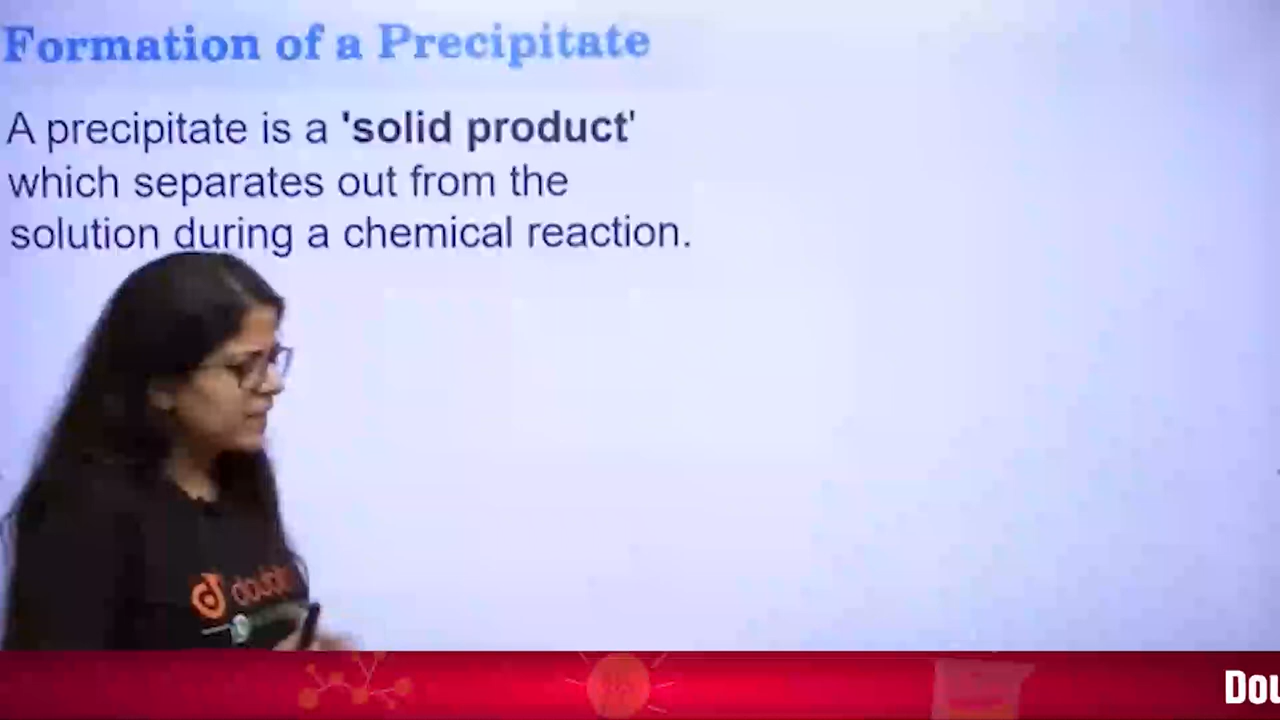 Formation of a Precipitate
A precipitate is a 'solid product'
which separates out from the
solution during a chemical reaction.
Dou